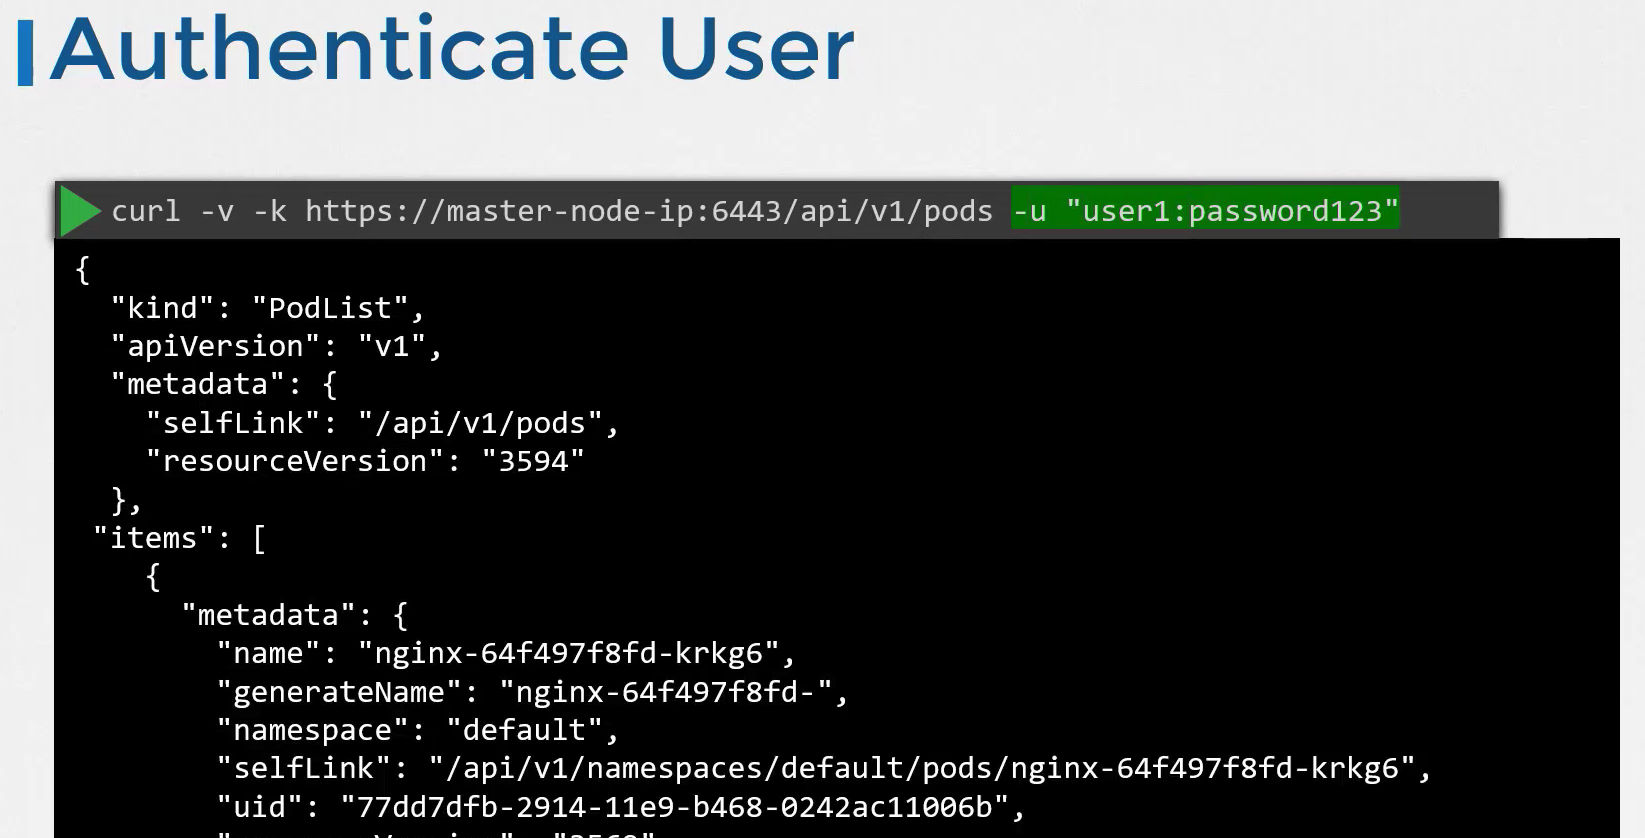 Authenticate User
curl -v -k https://master-node-ip:6443/api/v1/pods -u "user1:password123"
{
"kind": "PodList",
"apiVersion": "v1",
"metadata": {
"selfLink": "/api/v1/pods",
"resourceVersion": "3594"
},
"items": [
{
"metadata": {
"name": "nginx-64f497f8fd-krkg6",
"generateName": "nginx-64f497f8fd-",
"namespace": "default",
"selfLink": "/api/v1/namespaces/default/pods/nginx-64f497f8fd-krkg6",
"uid": "77dd7dfb-2914-11e9-b468-0242ac11006b",